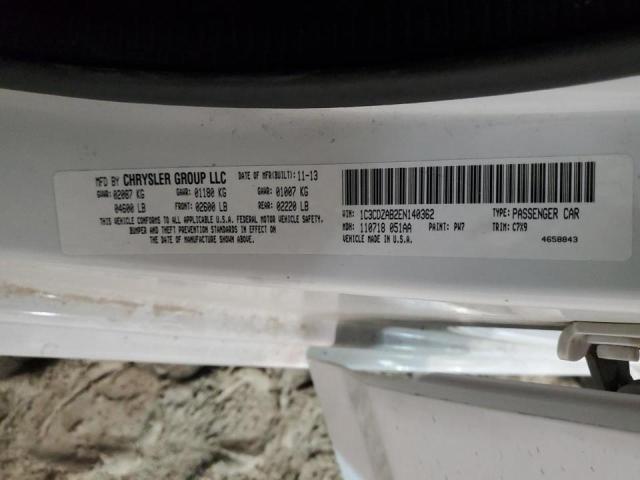 MFD BY CHRYSLER GROUP LLC DATE OF MFR(BUILT): 11-13
GVWR: 02087 KG GAWR: 01180 KG GAWR: 01007 KG
04600 LB FRONT: 02600 LB REAR: 02220 LB
THIS VEHICLE CONFORMS TO ALL APPLICABLE U.S.A. FEDERAL MOTOR VEHICLE SAFETY,
BUMPER AND THEFT PREVENTION STANDARDS IN EFFECT ON
THE DATE OF MANUFACTURE SHOWN ABOVE.
VIN: 1C3CDZAB2EN140362 TYPE: PASSENGER CAR
MDH: 110718 051AA PAINT: PW7 TRIM: C7X9
VEHICLE MADE IN U.S.A. 4658843